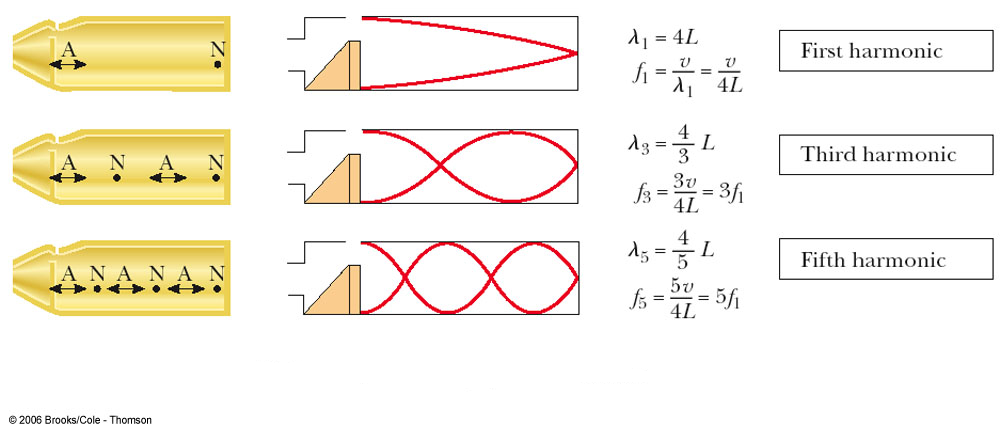 A N
λ₁ = 4L
f₁ = v/λ₁ = v/4L
First harmonic
A N A N
λ₃ = 4/3 L
f₃ = 3v/4L = 3f₁
Third harmonic
A N A N A N
λ₅ = 4/5 L
f₅ = 5v/4L = 5f₁
Fifth harmonic
© 2006 Brooks/Cole - Thomson